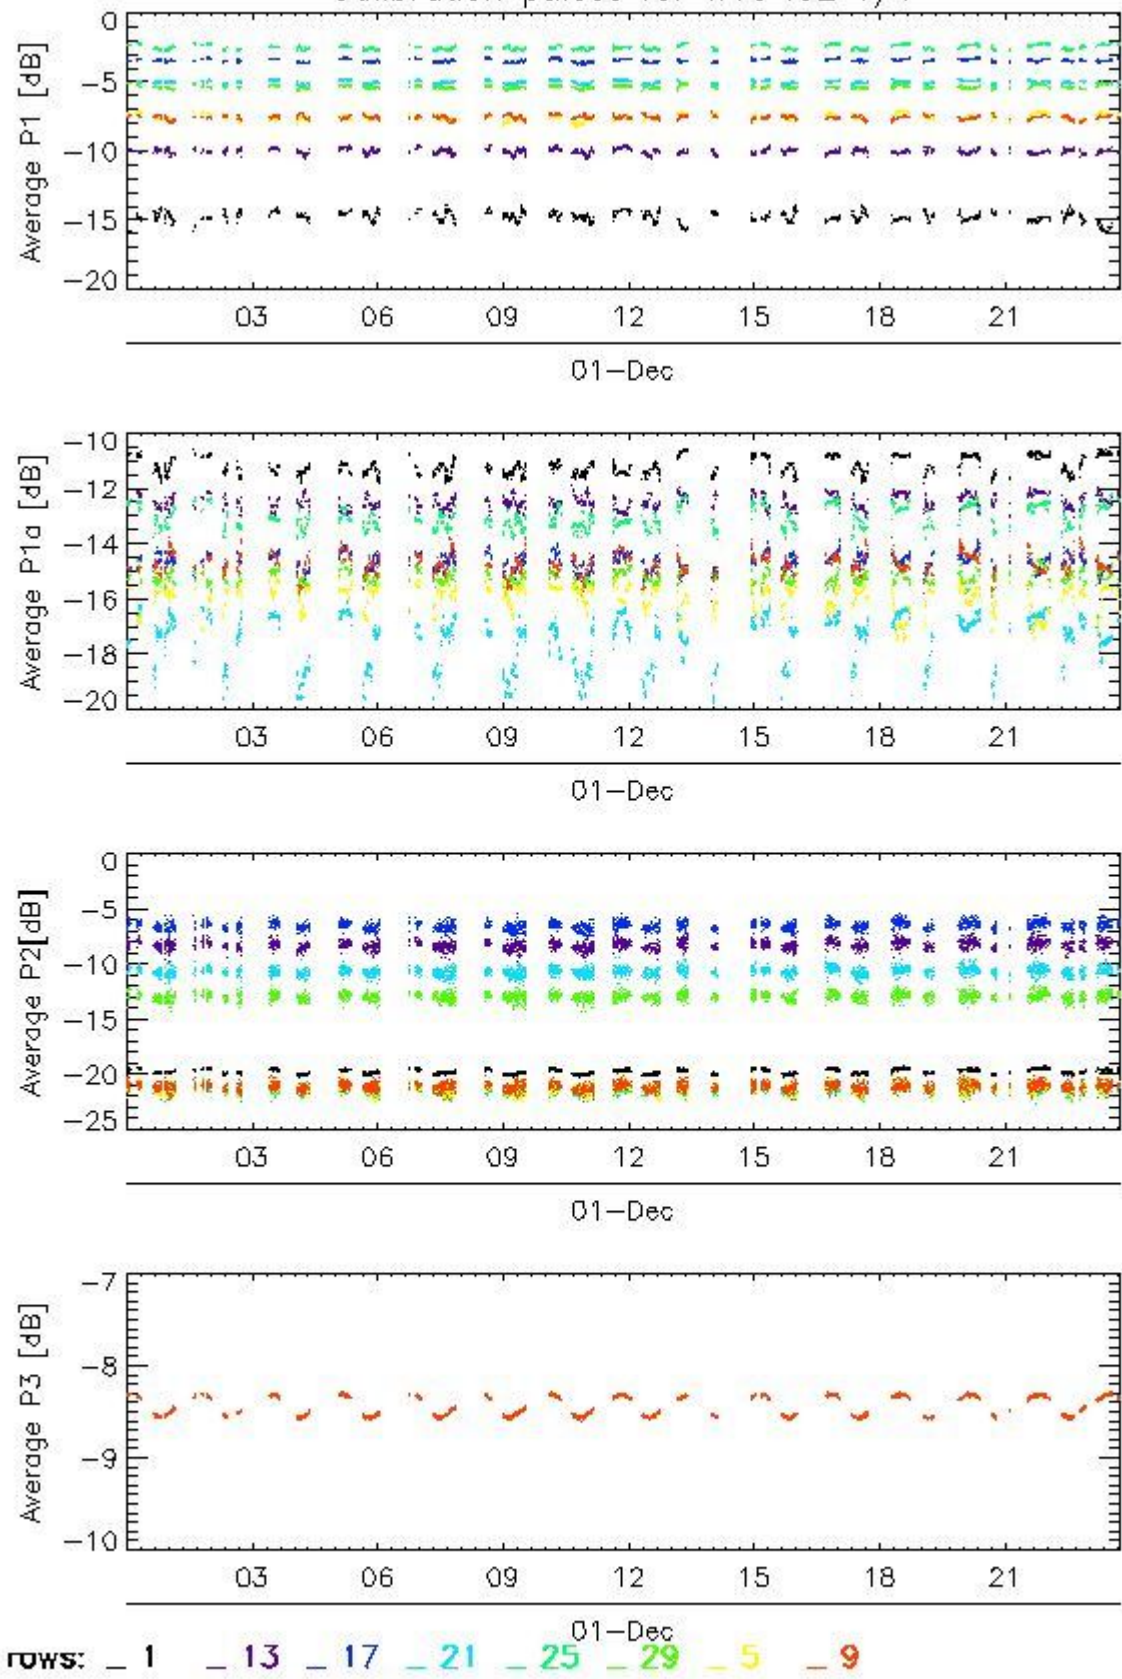 0
-5
-10
-15
-20
Average P1 [dB]
03 06 09 12 15 18 21
01-Dec
-10
-12
-14
-16
-18
-20
Average P1a [dB]
03 06 09 12 15 18 21
01-Dec
0
-5
-10
-15
-20
-25
Average P2[dB]
03 06 09 12 15 18 21
01-Dec
-7
-8
-9
-10
Average P3 [dB]
03 06 09 12 15 18 21
01-Dec
rows: _ 1 _ 13 _ 17 _ 21 _ 25 _ 29 _ 5 _ 9